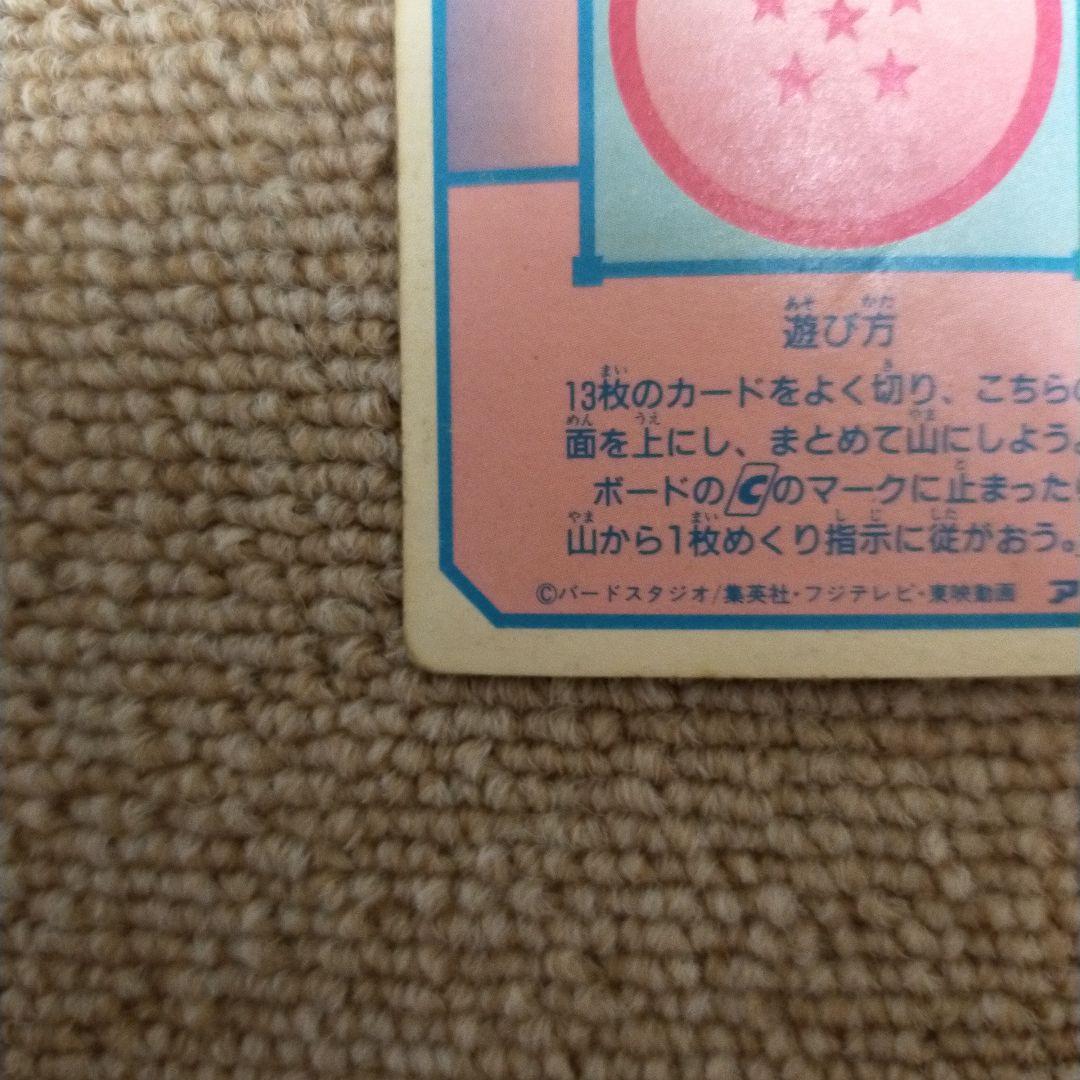 遊び方
13枚のカードをよく切り、こちらの
面を上にし、まとめて山にしよう。
ボードのCのマークに止まったら
山から1枚めくり指示に従がおう。
©バードスタジオ/集英社・フジテレビ・東映動画 ア